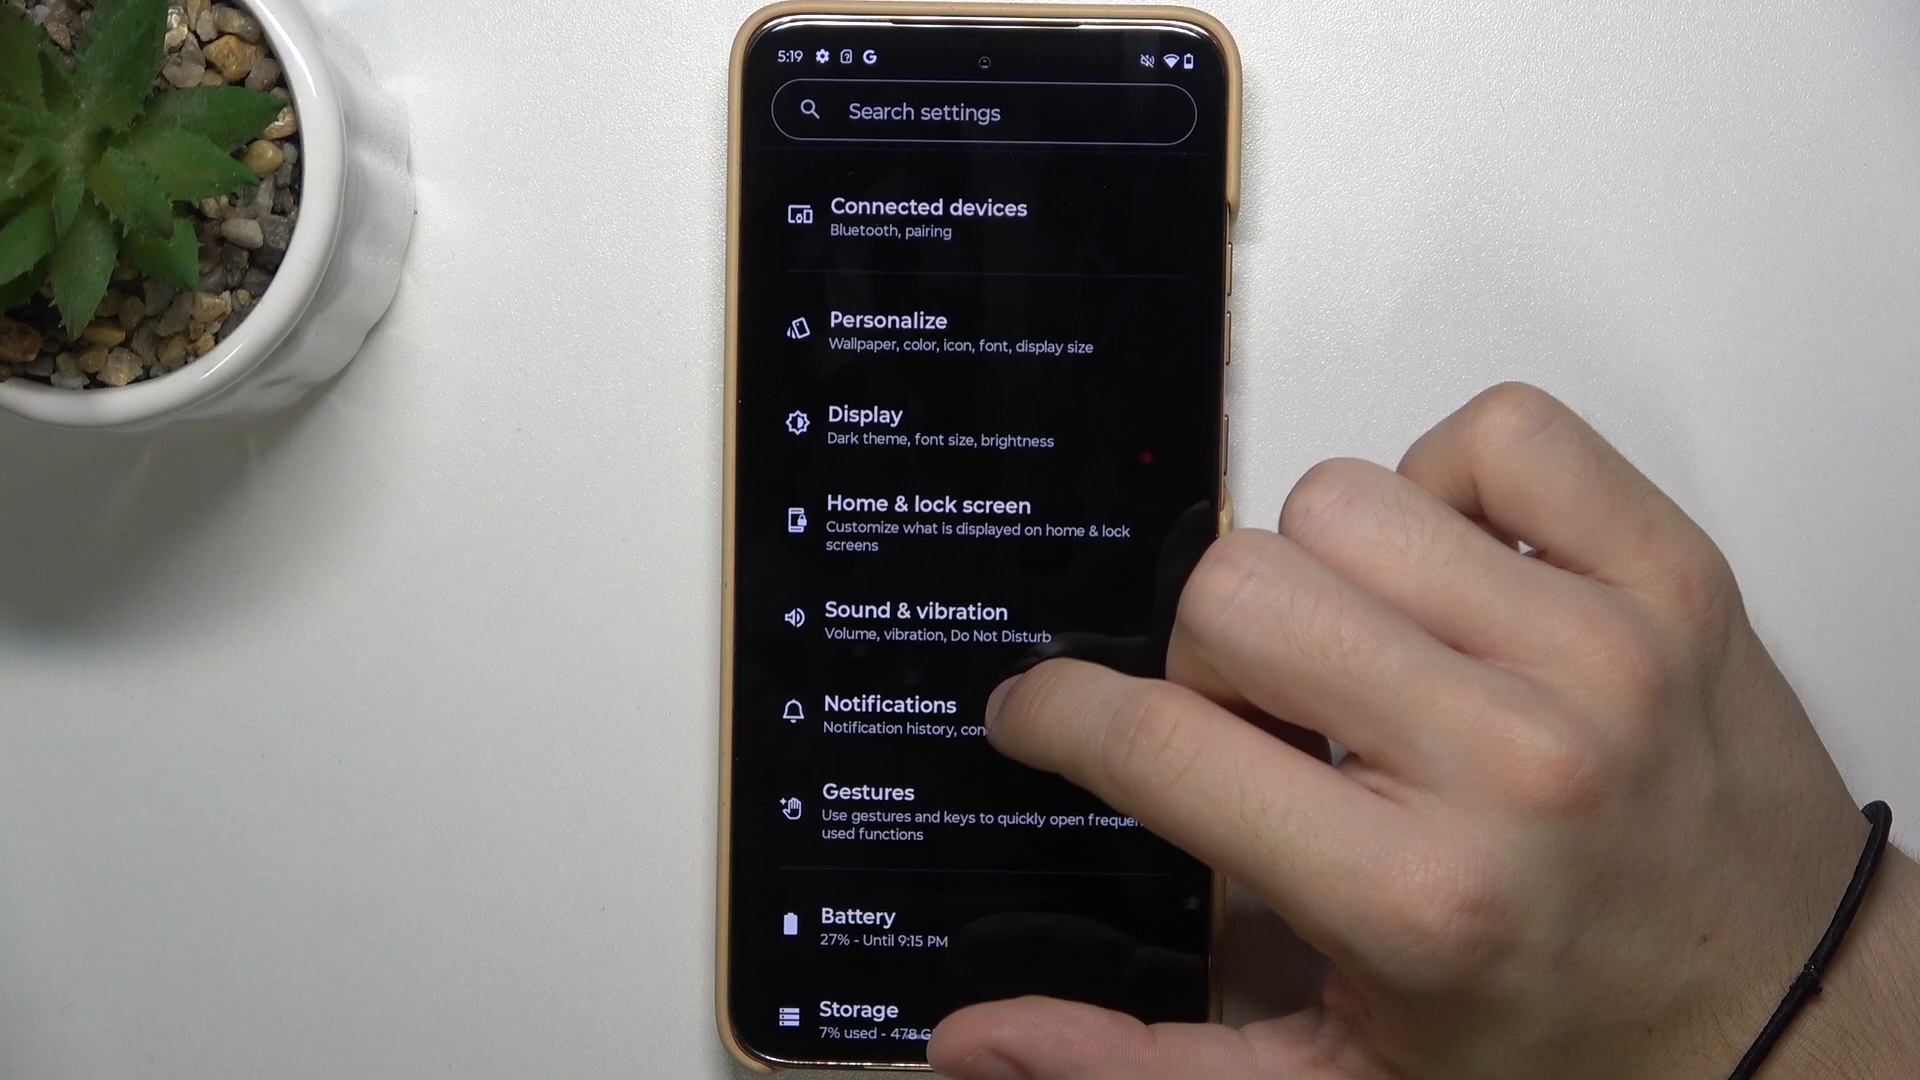 5:19
Search settings
Connected devices
Bluetooth, pairing
Personalize
Wallpaper, color, icon, font, display size
Display
Dark theme, font size, brightness
Home & lock screen
Customize what is displayed on home & lock
screens
Sound & vibration
Volume, vibration, Do Not Disturb
Notifications
Notification history,
Gestures
Use gestures and keys to quickly open
used functions
Battery
27% - Until 9:15 PM
Storage
7% used - 478